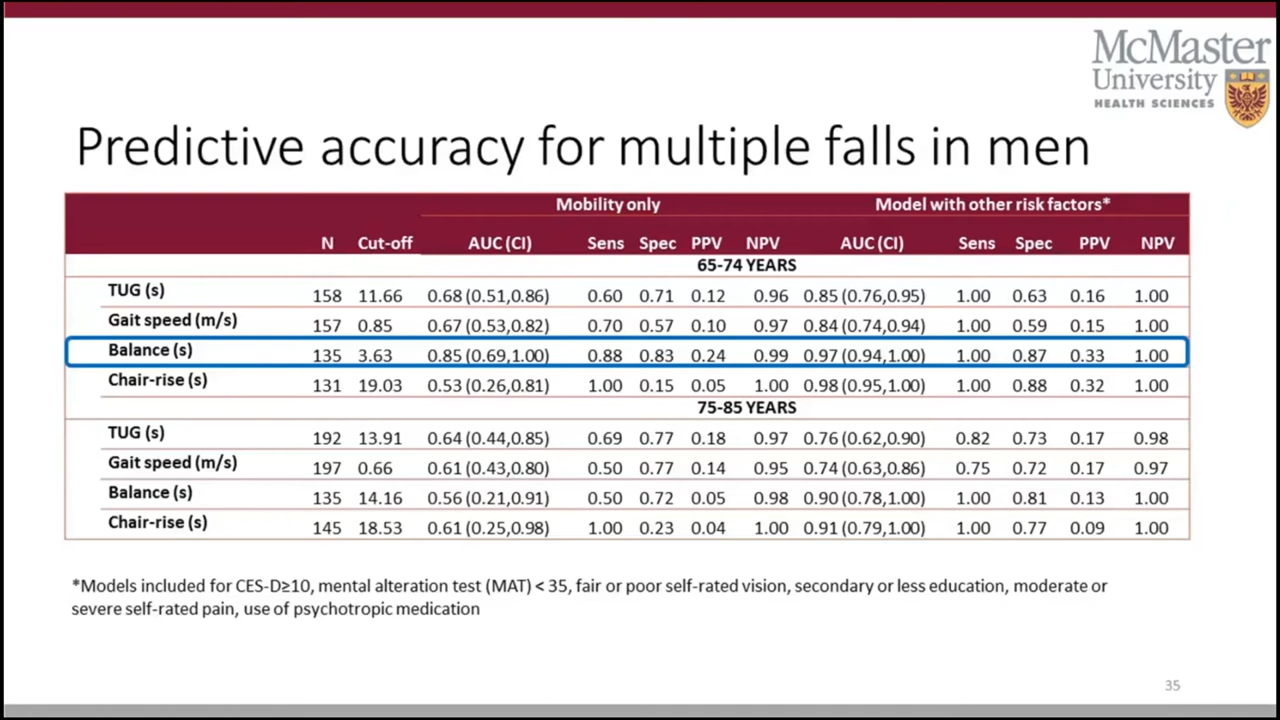 McMaster
University
HEALTH SCIENCES
Predictive accuracy for multiple falls in men
Mobility only Model with other risk factors*
N Cut-off AUC (CI) Sens Spec PPV NPV AUC (CI) Sens Spec PPV NPV
65-74 YEARS
TUG (s) 158 11.66 0.68 (0.51,0.86) 0.60 0.71 0.12 0.96 0.85 (0.76,0.95) 1.00 0.63 0.16 1.00
Gait speed (m/s) 157 0.85 0.67 (0.53,0.82) 0.70 0.57 0.10 0.97 0.84 (0.74,0.94) 1.00 0.59 0.15 1.00
Balance (s) 135 3.63 0.85 (0.69,1.00) 0.88 0.83 0.24 0.99 0.97 (0.94,1.00) 1.00 0.87 0.33 1.00
Chair-rise (s) 131 19.03 0.53 (0.26,0.81) 1.00 0.15 0.05 1.00 0.98 (0.95,1.00) 1.00 0.88 0.32 1.00
75-85 YEARS
TUG (s) 192 13.91 0.64 (0.44,0.85) 0.69 0.77 0.18 0.97 0.76 (0.62,0.90) 0.82 0.73 0.17 0.98
Gait speed (m/s) 197 0.66 0.61 (0.43,0.80) 0.50 0.77 0.14 0.95 0.74 (0.63,0.86) 0.75 0.72 0.17 0.97
Balance (s) 135 14.16 0.56 (0.21,0.91) 0.50 0.72 0.05 0.98 0.90 (0.78,1.00) 1.00 0.81 0.13 1.00
Chair-rise (s) 145 18.53 0.61 (0.25,0.98) 1.00 0.23 0.04 1.00 0.91 (0.79,1.00) 1.00 0.77 0.09 1.00
*Models included for CES-D≥10, mental alteration test (MAT) < 35, fair or poor self-rated vision, secondary or less education, moderate or
severe self-rated pain, use of psychotropic medication
35